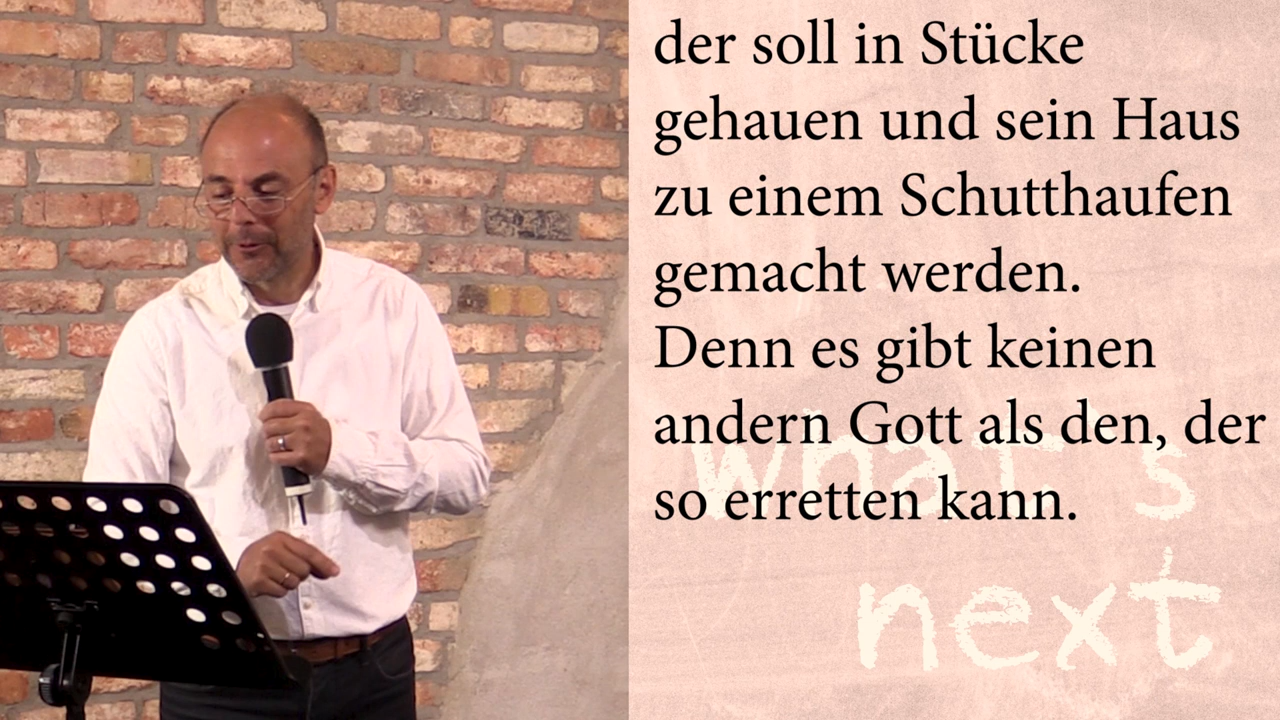 der soll in Stücke
gehauen und sein Haus
zu einem Schutthaufen
gemacht werden.
Denn es gibt keinen
andern Gott als den, der
so erretten kann.
what's
next